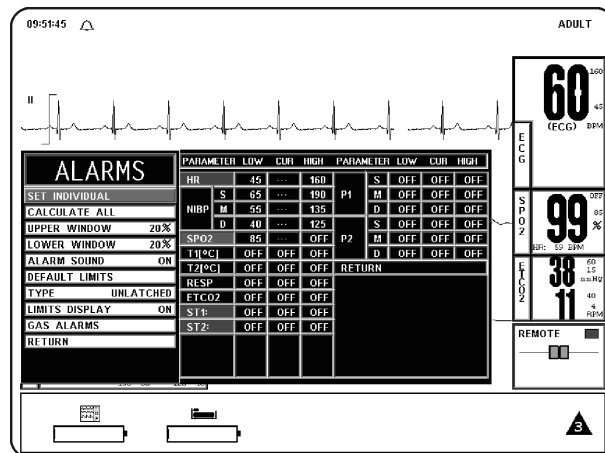 09:51:45 ADULT
II
60 160 45
(ECG) BPM
ECG
ALARMS
SET INDIVIDUAL
CALCULATE ALL
UPPER WINDOW 20%
LOWER WINDOW 20%
ALARM SOUND ON
DEFAULT LIMITS
TYPE UNLATCHED
LIMITS DISPLAY ON
GAS ALARMS
RETURN
PARAMETER LOW CUR HIGH PARAMETER LOW CUR HIGH
HR 45 --- 160 S OFF OFF OFF
NIBP S 65 --- 190 P1 M OFF OFF OFF
M 55 --- 135 D OFF OFF OFF
D 40 --- 125 S OFF OFF OFF
SPO2 85 --- OFF P2 M OFF OFF OFF
T1[ºC] OFF OFF OFF D OFF OFF OFF
T2[ºC] OFF OFF OFF RETURN
RESP OFF OFF OFF
ETCO2 OFF OFF OFF
ST1: OFF OFF OFF
ST2: OFF OFF OFF
SPO2 99 OFF 85 %
HR: 59 BPM
ETCO2 38 60 15 mmHg
11 40 4 RPM
REMOTE
3